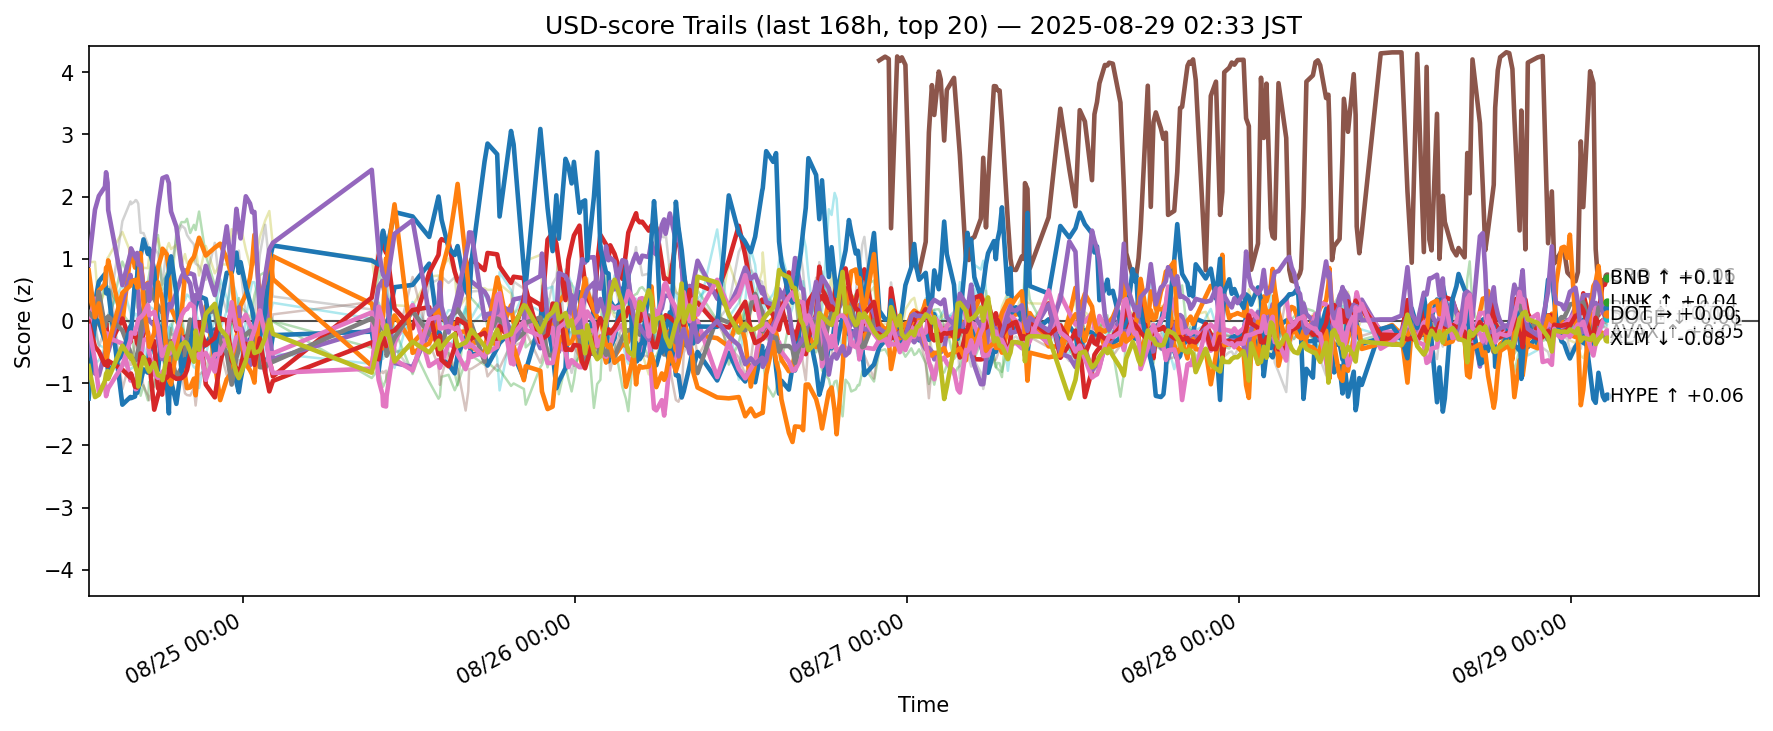 USD-score Trails (last 168h, top 20) — 2025-08-29 02:33 JST
Score (z)
4
3
2
1
0
−1
−2
−3
−4
BNB ↑ +0.11
LINK ↑ +0.04
DOT → +0.00
XLM ↓ -0.08
HYPE ↑ +0.06
08/25 00:00
08/26 00:00
08/27 00:00
08/28 00:00
08/29 00:00
Time